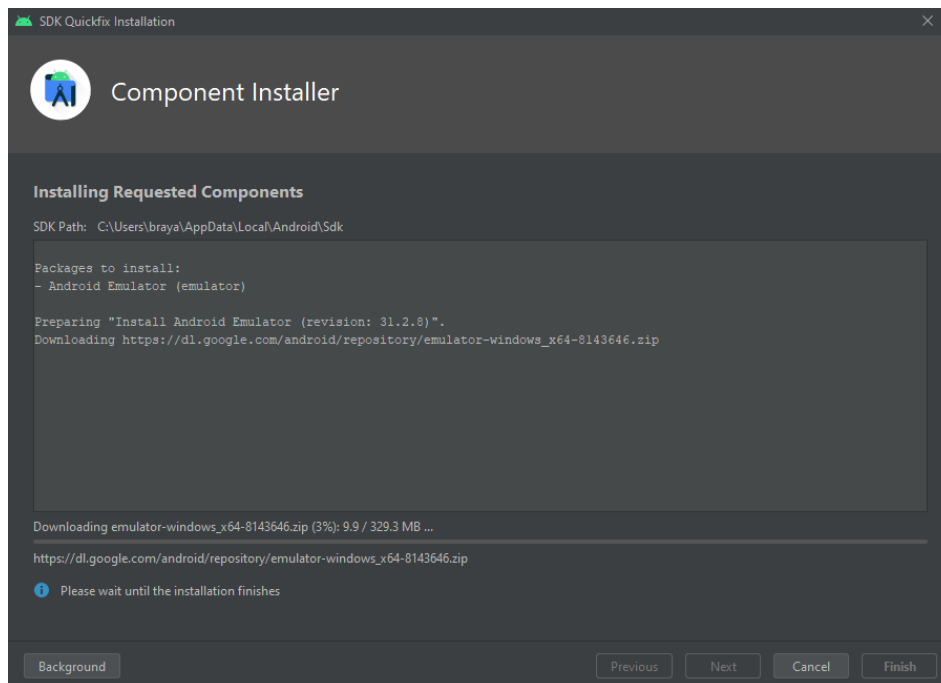 SDK Quickfix Installation
Component Installer
Installing Requested Components
SDK Path: C:\Users\braya\AppData\Local\Android\Sdk
Packages to install:
- Android Emulator (emulator)
Preparing "Install Android Emulator (revision: 31.2.8)".
Downloading https://dl.google.com/android/repository/emulator-windows_x64-8143646.zip
Downloading emulator-windows_x64-8143646.zip (3%): 9.9 / 329.3 MB ...
https://dl.google.com/android/repository/emulator-windows_x64-8143646.zip
Please wait until the installation finishes
Background Previous Next Cancel Finish